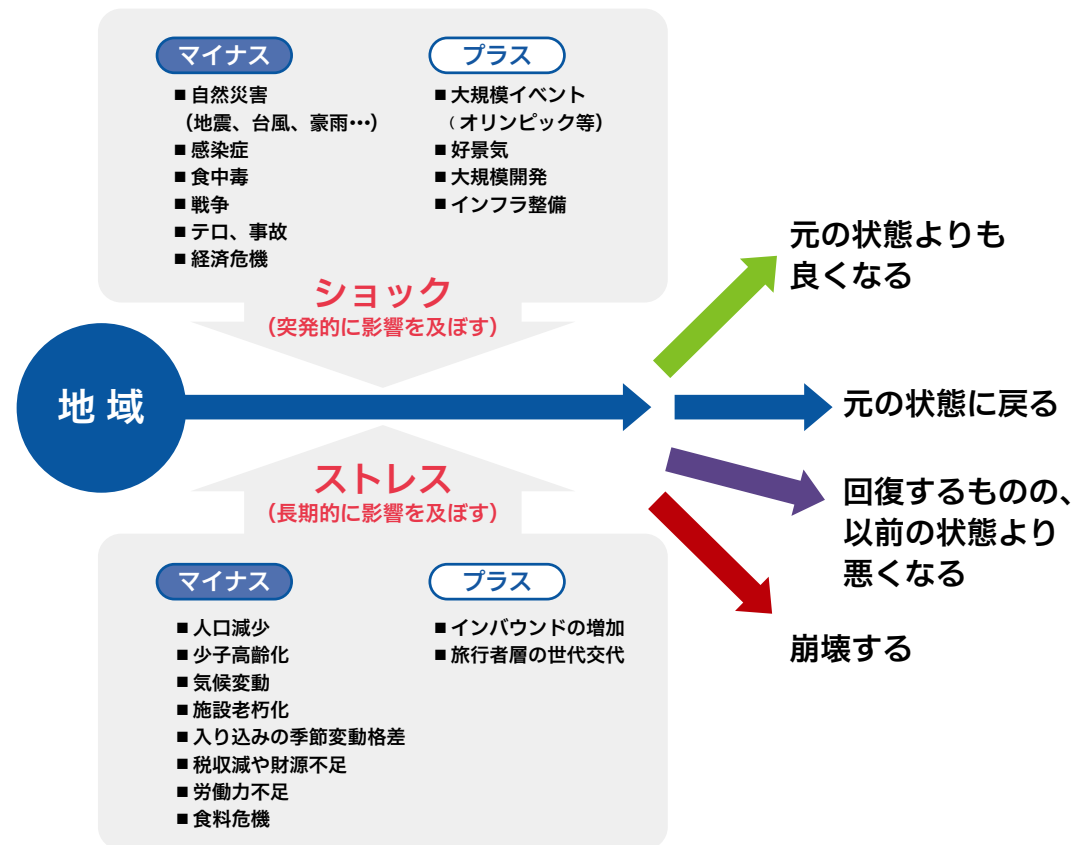 マイナス
■ 自然災害
（地震、台風、豪雨･･･）
■ 感染症
■ 食中毒
■ 戦争
■ テロ、事故
■ 経済危機
プラス
■ 大規模イベント
（オリンピック等）
■ 好景気
■ 大規模開発
■ インフラ整備
ショック
（突発的に影響を及ぼす）
地 域
ストレス
（長期的に影響を及ぼす）
マイナス
■ 人口減少
■ 少子高齢化
■ 気候変動
■ 施設老朽化
■ 入り込みの季節変動格差
■ 税収減や財源不足
■ 労働力不足
■ 食料危機
プラス
■ インバウンドの増加
■ 旅行者層の世代交代
元の状態よりも
良くなる
元の状態に戻る
回復するものの、
以前の状態より
悪くなる
崩壊する